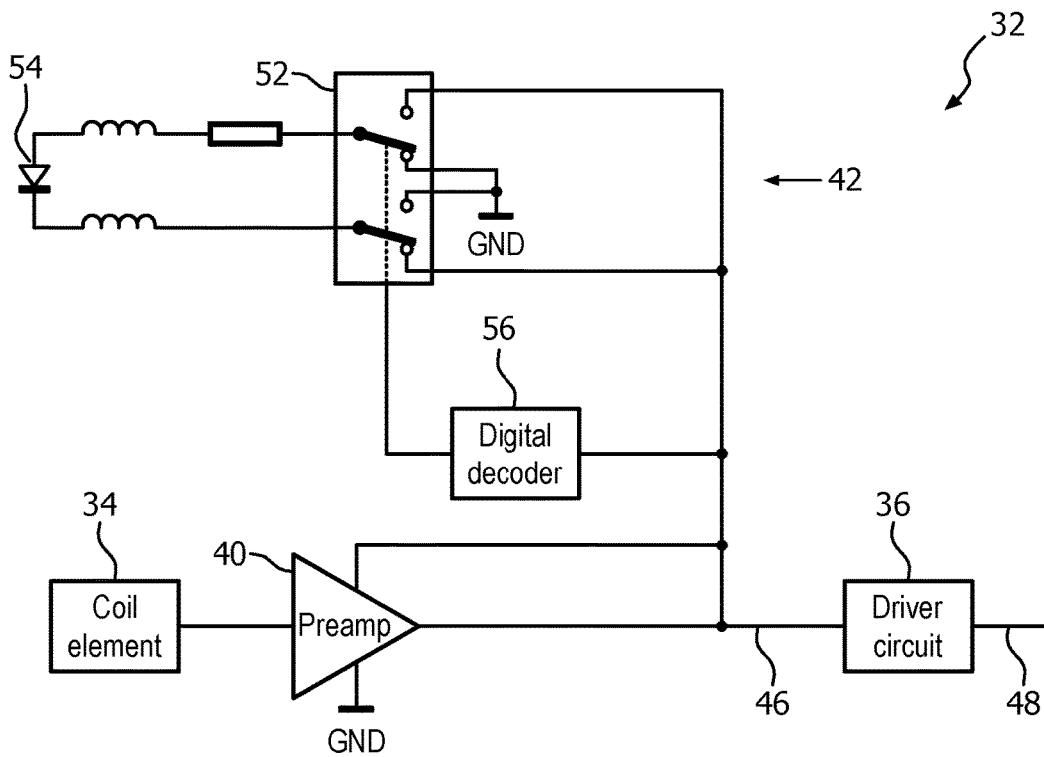 32
54
52
42
GND
56
Digital
decoder
34
36
40
Coil
element
Preamp
Driver
circuit
46
48
GND